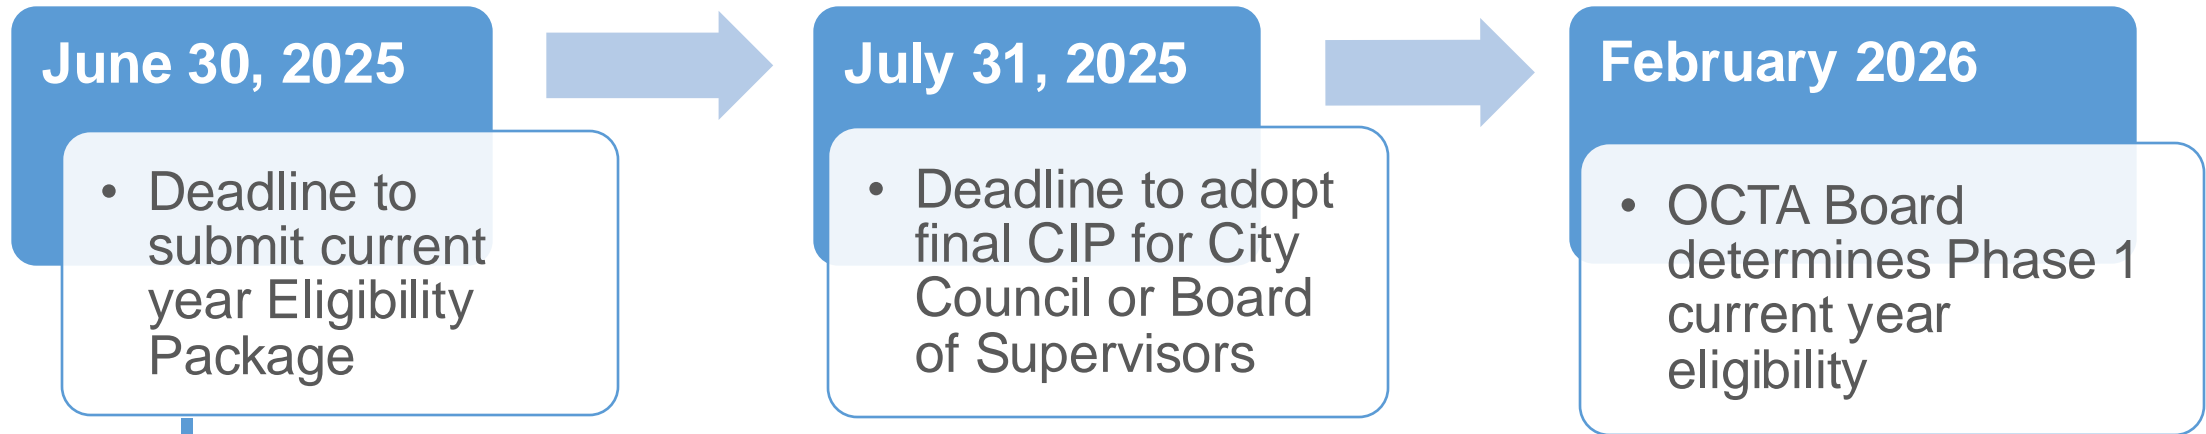 June 30, 2025
• Deadline to
submit current
year Eligibility
Package
July 31, 2025
• Deadline to adopt
final CIP for City
Council or Board
of Supervisors
February 2026
• OCTA Board
determines Phase 1
current year
eligibility